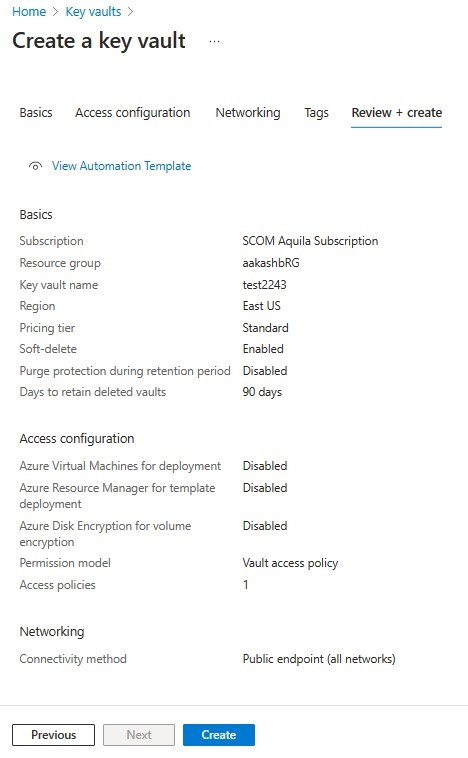 Home > Key vaults >
Create a key vault ...
Basics Access configuration Networking Tags Review + create
View Automation Template
Basics
Subscription SCOM Aquila Subscription
Resource group aakashbRG
Key vault name test2243
Region East US
Pricing tier Standard
Soft-delete Enabled
Purge protection during retention period Disabled
Days to retain deleted vaults 90 days
Access configuration
Azure Virtual Machines for deployment Disabled
Azure Resource Manager for template Disabled
deployment
Azure Disk Encryption for volume Disabled
encryption
Permission model Vault access policy
Access policies 1
Networking
Connectivity method Public endpoint (all networks)
Previous Next Create